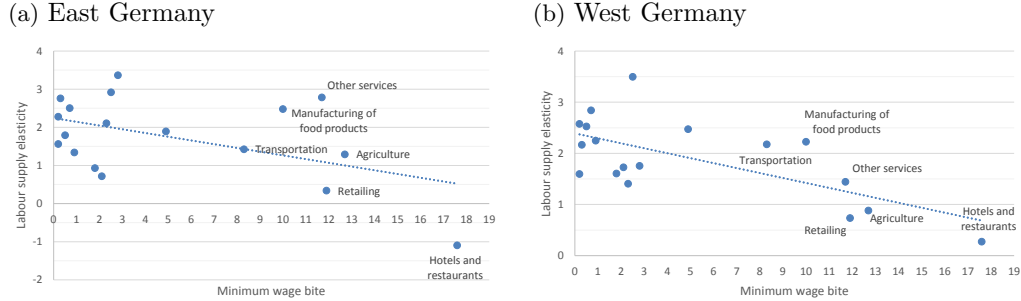 (a) East Germany
4
3
2
1
0
-1
-2
Labour supply elasticity
0 1 2 3 4 5 6 7 8 9 10 11 12 13 14 15 16 17 18 19
Minimum wage bite
Other services
Manufacturing of
food products
Transportation
Agriculture
Retailing
Hotels and
restaurants
(b) West Germany
4
3
2
1
0
Labour supply elasticity
0 1 2 3 4 5 6 7 8 9 10 11 12 13 14 15 16 17 18 19
Minimum wage bite
Manufacturing of
food products
Transportation
Other services
Agriculture
Retailing
Hotels and
restaurants